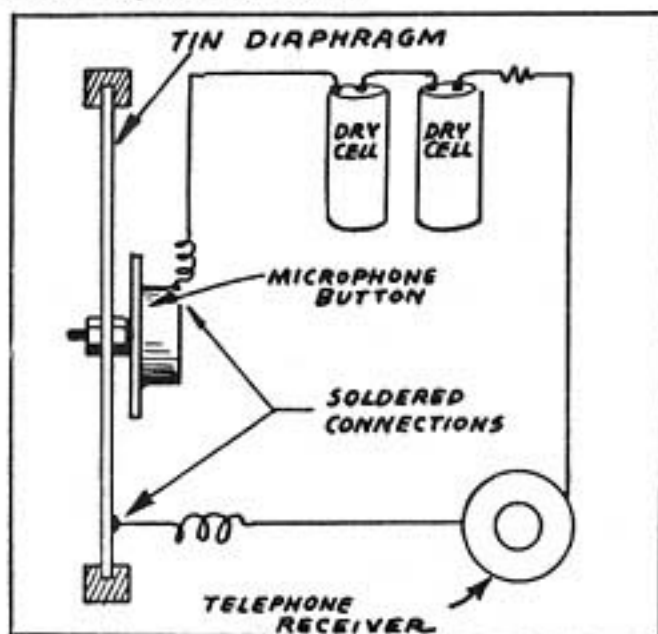 TIN DIAPHRAGM
DRY
CELL
DRY
CELL
MICROPHONE
BUTTON
SOLDERED
CONNECTIONS
TELEPHONE
RECEIVER